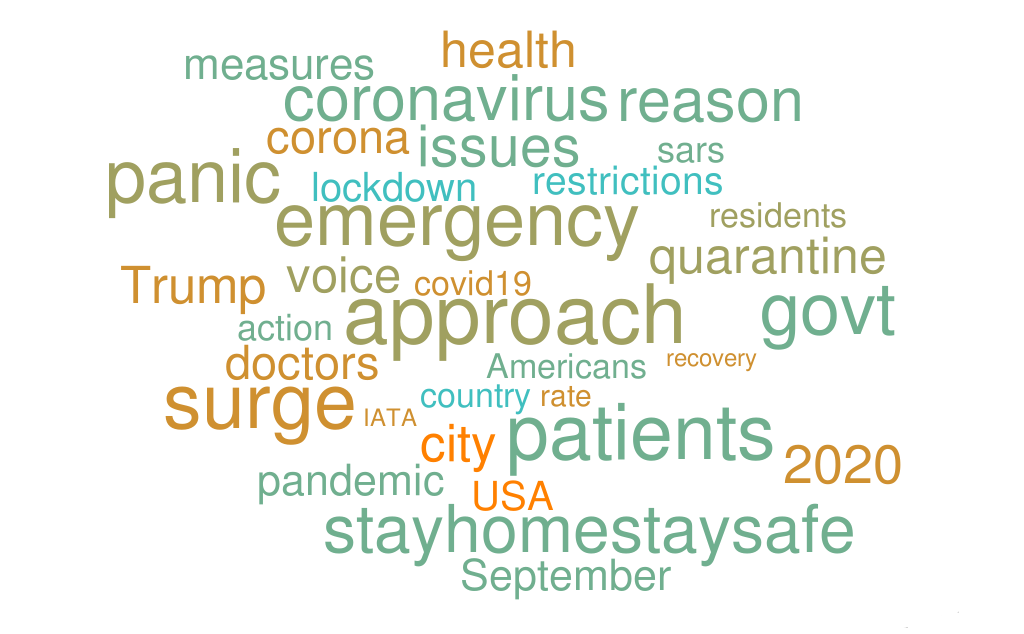 health
measures
coronavirus reason
corona issues sars
panic lockdown restrictions
emergency residents
quarantine
Trump voice covid19
approach govt
action
doctors Americans recovery
surge IATA country rate
city patients 2020
pandemic USA
stayhomestaysafe
September